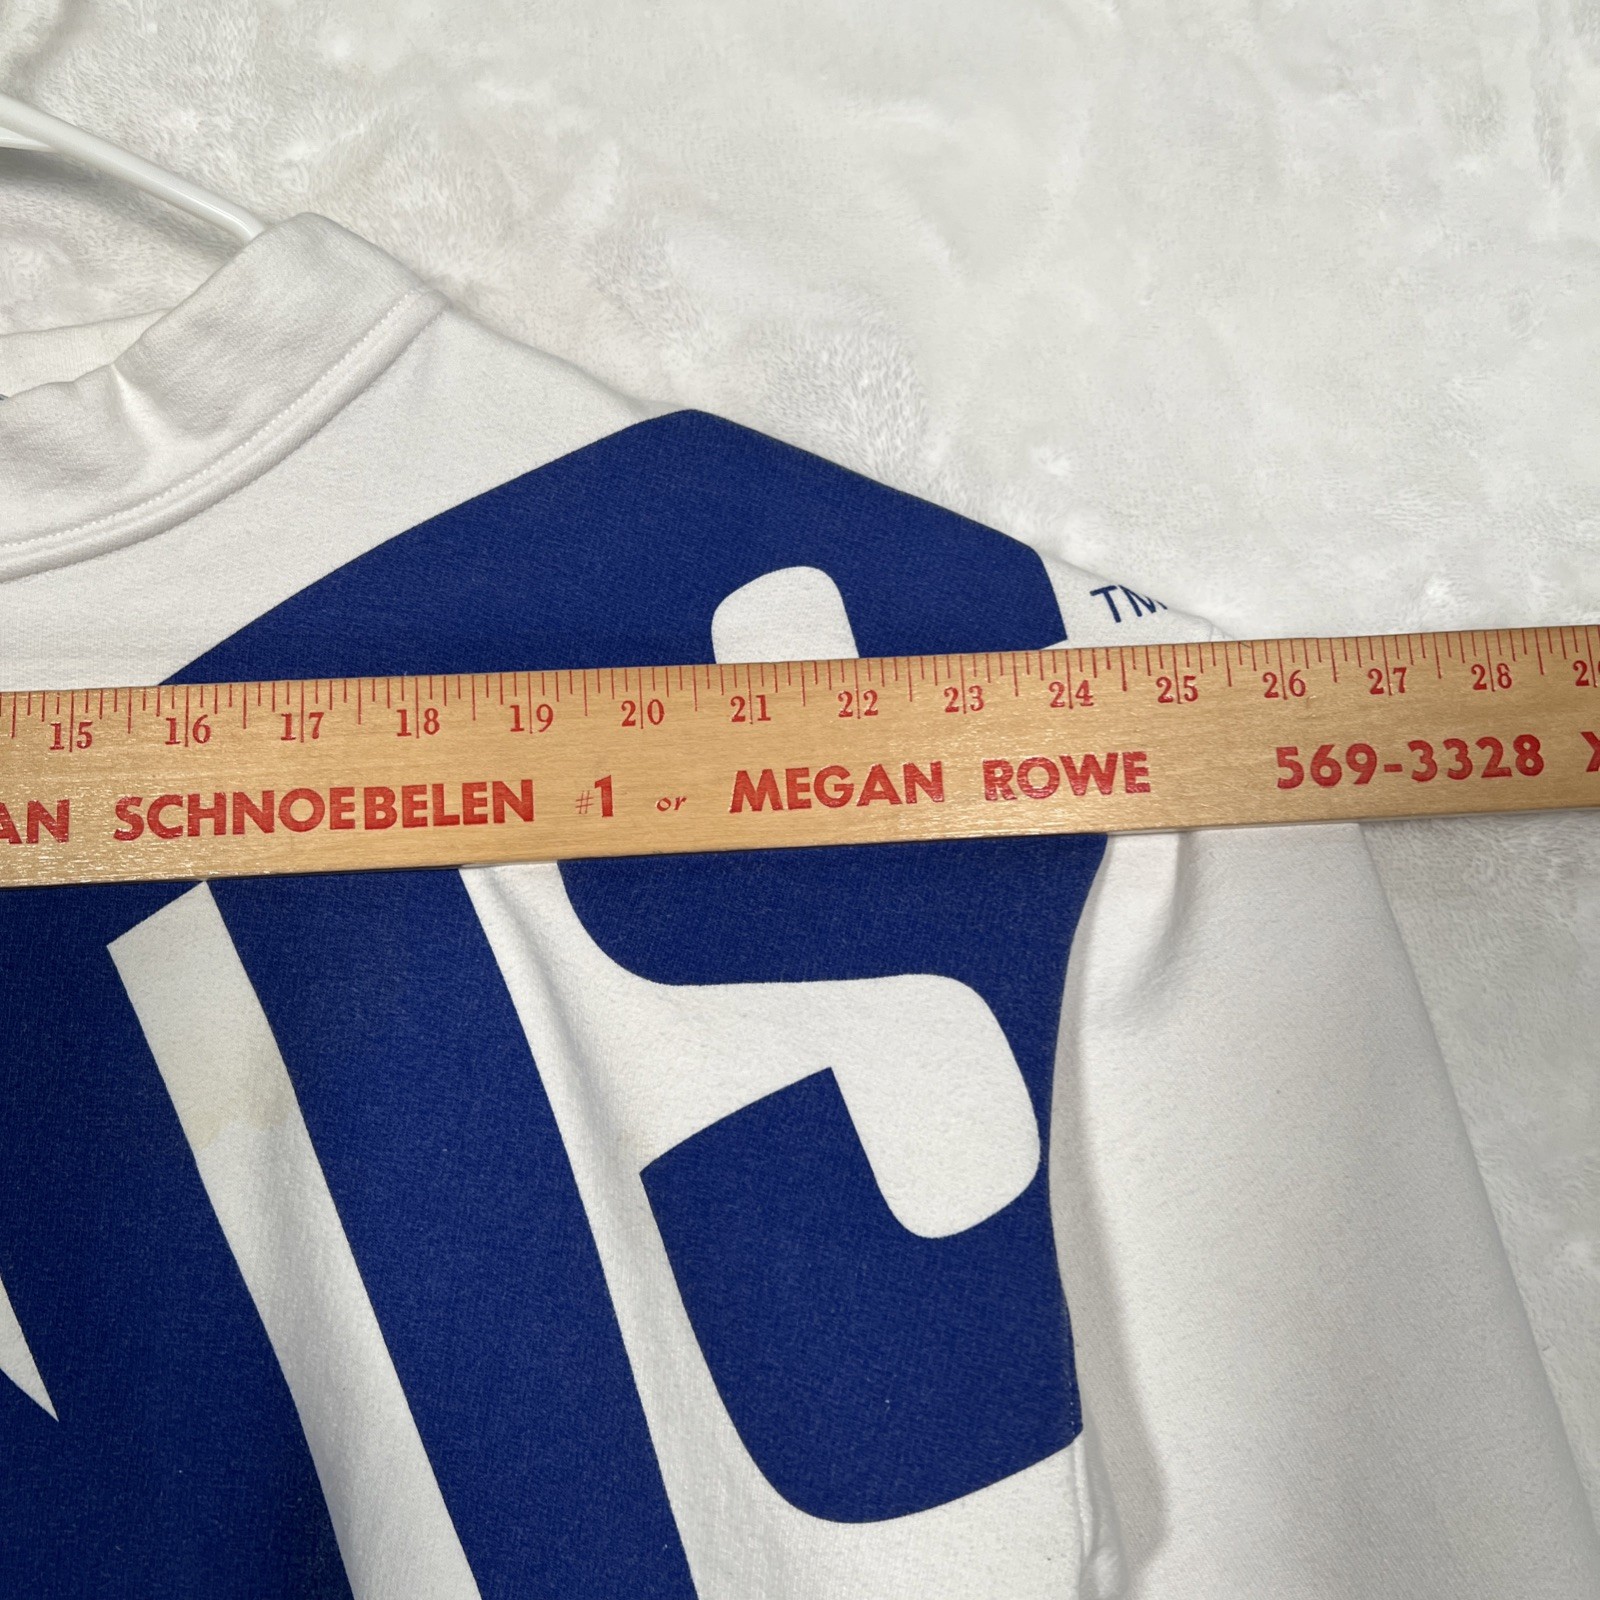 TM
15 16 17 18 19 20 21 22 23 24 25 26 27 28
SCHNOEBELEN #1 or MEGAN ROWE 569-3328